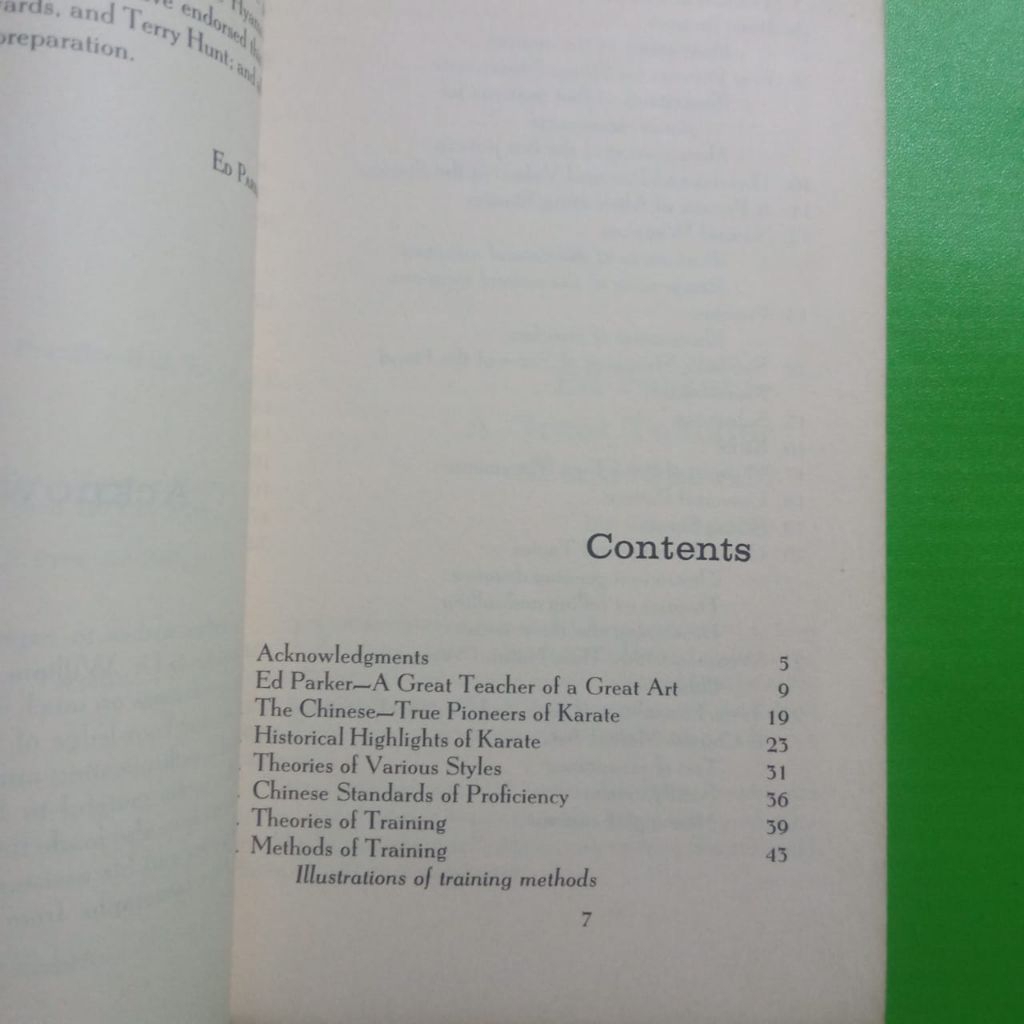 endorsed
and Terry Hunt; and
preparation.
Ed
Contents
Acknowledgments 5
Ed Parker—A Great Teacher of a Great Art 9
The Chinese—True Pioneers of Karate 19
Historical Highlights of Karate 23
Theories of Various Styles 31
Chinese Standards of Proficiency 36
Theories of Training 39
Methods of Training 43
Illustrations of training methods
7